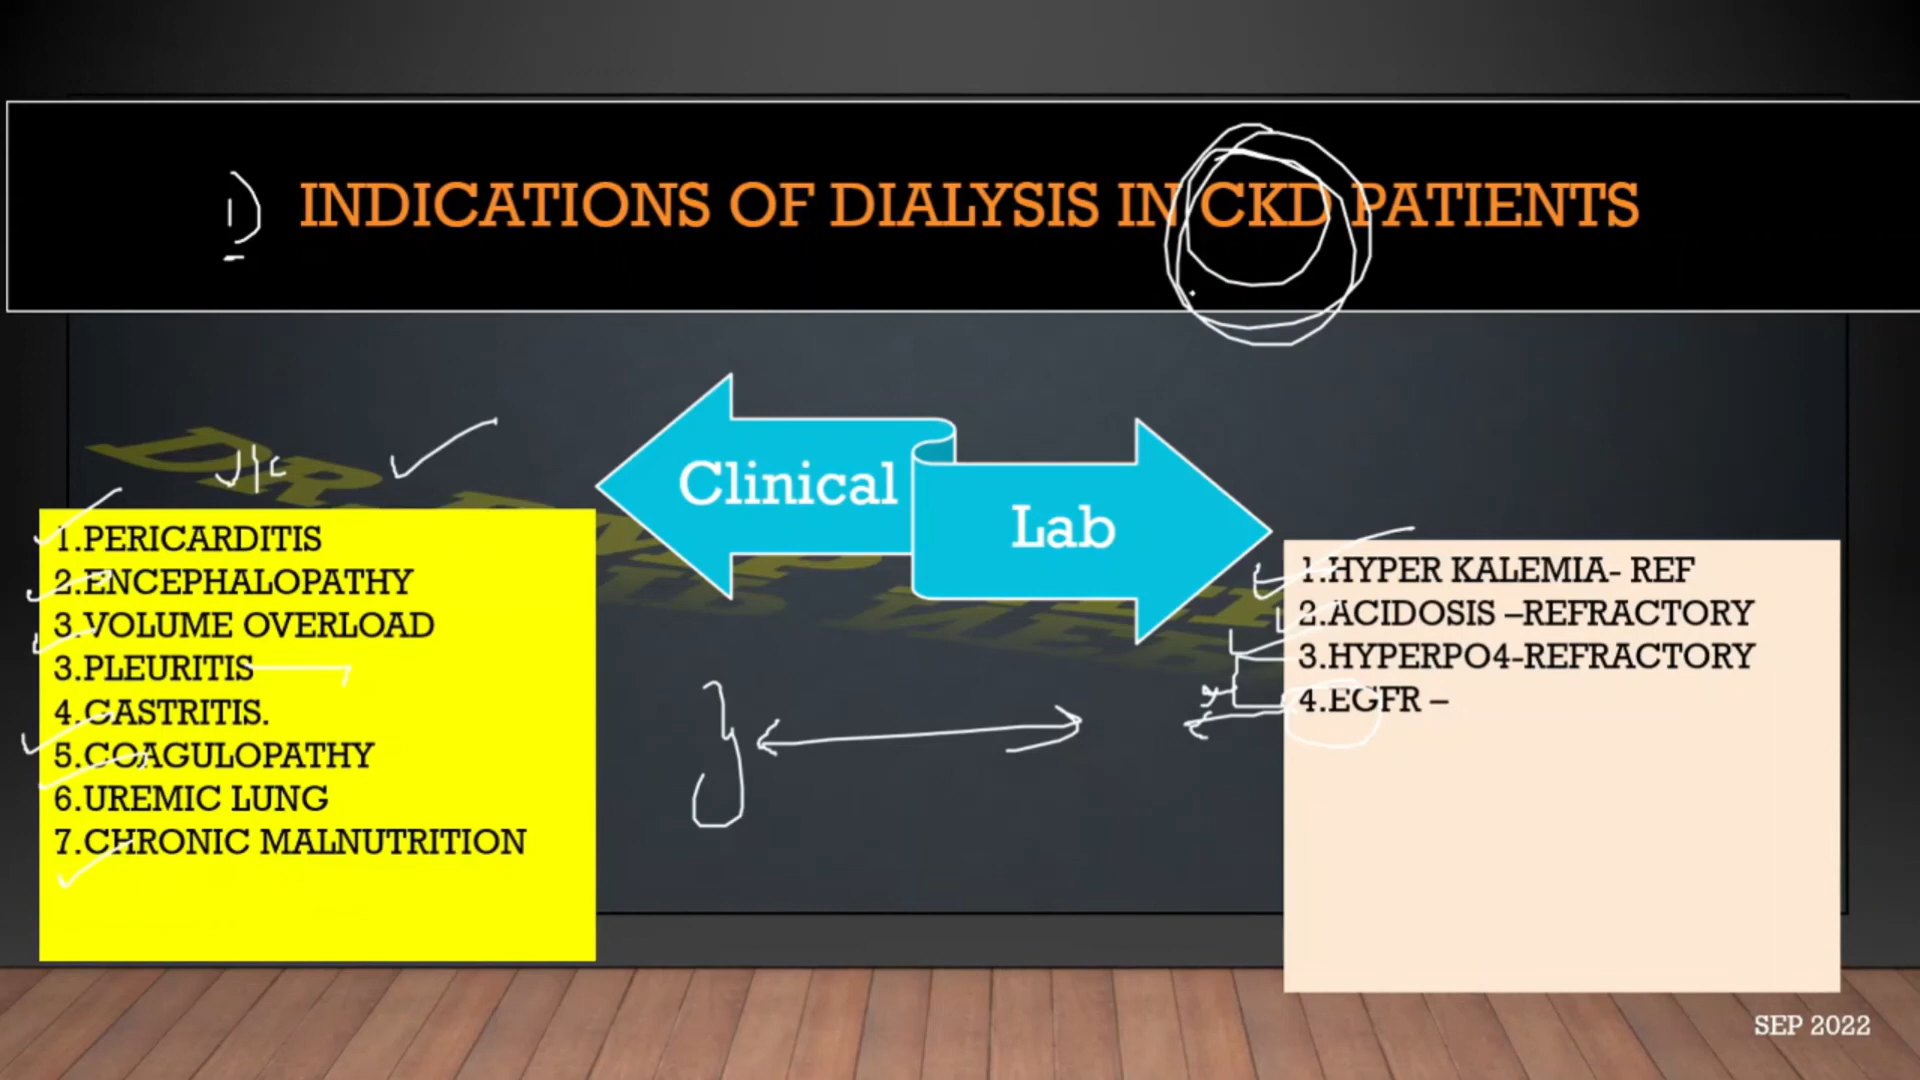 1) INDICATIONS OF DIALYSIS IN CKD PATIENTS
Clinical
Lab
1.PERICARDITIS
2.ENCEPHALOPATHY
3.VOLUME OVERLOAD
3.PLEURITIS
4.GASTRITIS.
5.COAGULOPATHY
6.UREMIC LUNG
7.CHRONIC MALNUTRITION
1.HYPER KALEMIA- REF
2.ACIDOSIS –REFRACTORY
3.HYPERPO4-REFRACTORY
4.EGFR –
SEP 2022